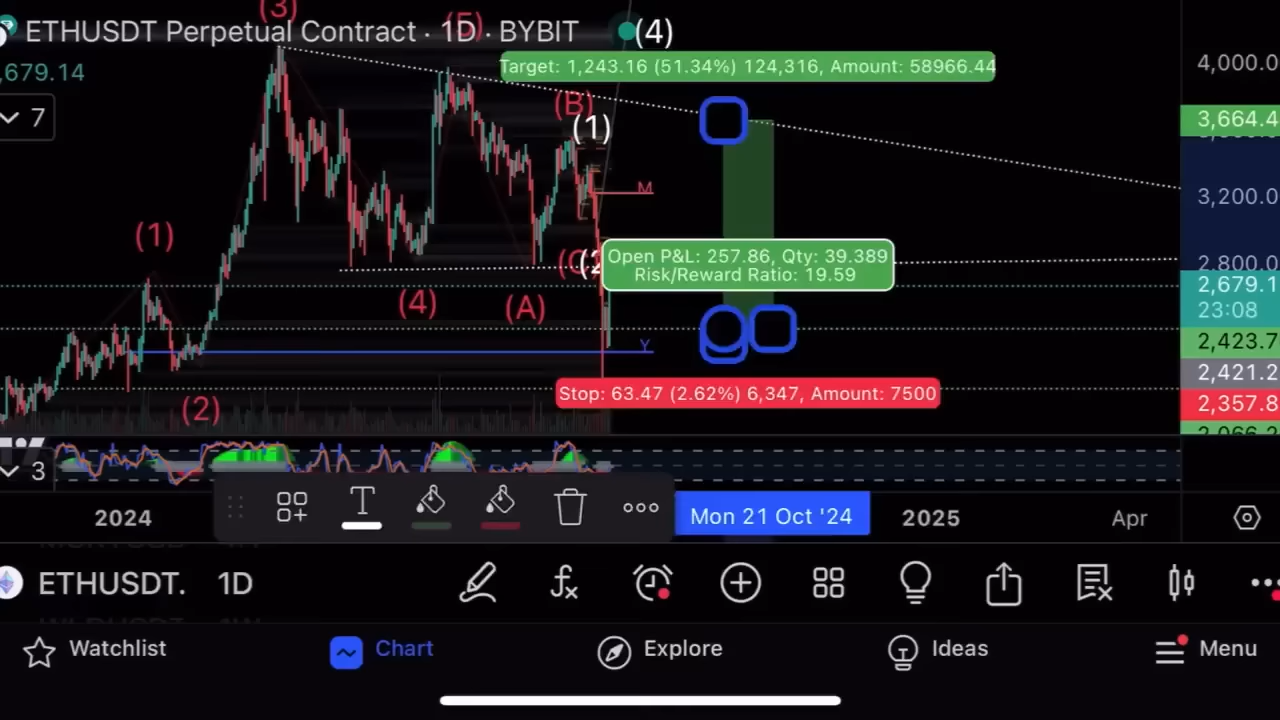 (3)
ETHUSDT Perpetual Contract · 1D · BYBIT
(5)
(4)
,679.14
7
Target: 1,243.16 (51.34%) 124,316, Amount: 58966.44
4,000.0
3,664.4
(B)
(1)
M
3,200.0
(1)
Open P&L: 257.86, Qty: 39.389
Risk/Reward Ratio: 19.59
2,800.0
2,679.1
23:08
(4)
(A)
2,423.7
Y
2,421.2
Stop: 63.47 (2.62%) 6,347, Amount: 7500
2,357.8
(2)
3
T
2024
Mon 21 Oct '24
2025
Apr
ETHUSDT. 1D
Watchlist
Chart
Explore
Ideas
Menu